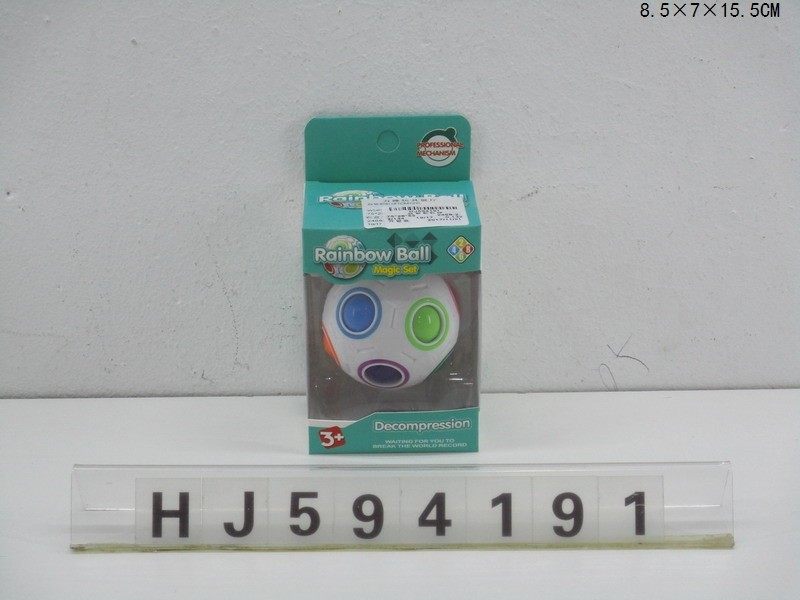 8.5×7×15.5CM
PROFESSIONAL
MECHANISM
Rainbow Ball
Rainbow Ball
Magic Set
3+
Decompression
WAITING FOR YOU TO
BREAK THE WORLD RECORD
HJ594191